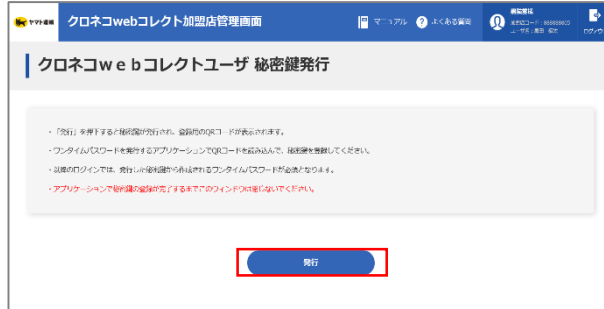 ヤマト運輸 クロネコwebコレクト加盟店管理画面 マニュアル よくある質問
クロネコwebコレクトユーザ 秘密鍵発行
・「発行」を押下すると秘密鍵が発行され、登録用のQRコードが表示されます。
・ワンタイムパスワードを発行するアプリケーションでQRコードを読み込んで、秘密鍵を登録してください。
・以降のログインでは、発行した秘密鍵から作成されるワンタイムパスワードが必須となります。
・アプリケーションで秘密鍵の登録が完了するまでこのウィンドウは閉じないでください。
発行